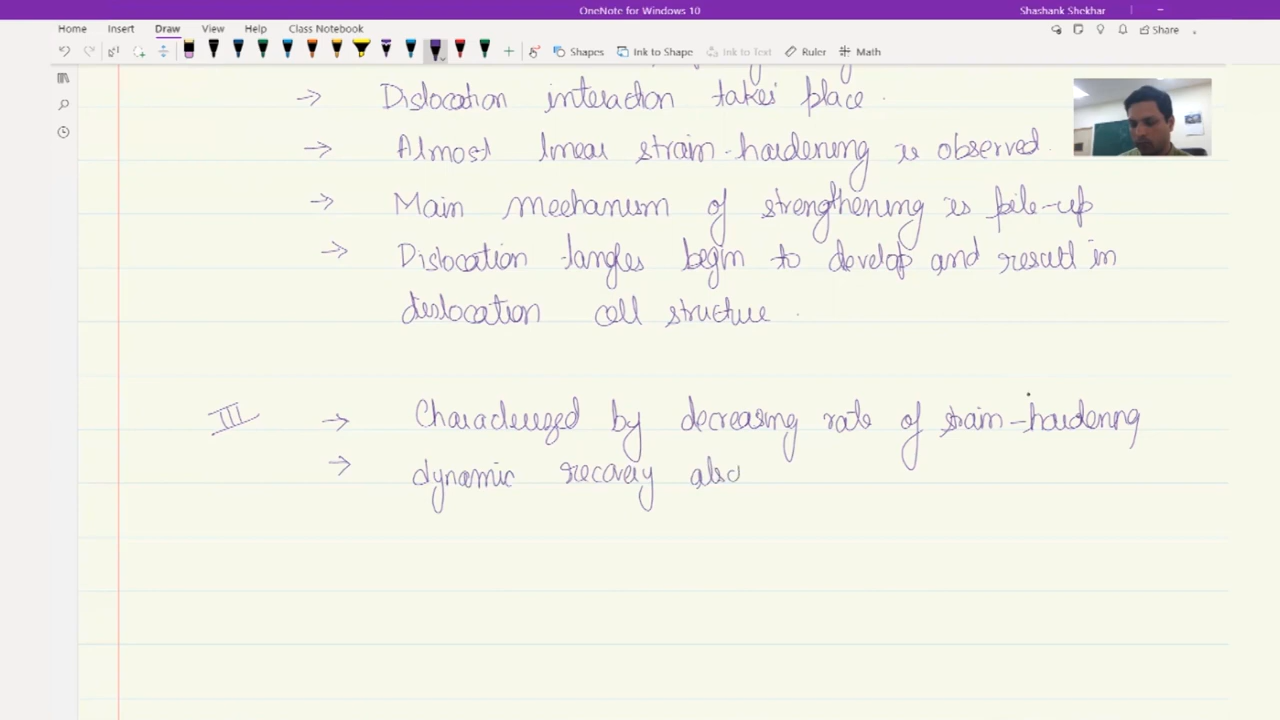 OneNote for Windows 10
Shashank Shekhar
Home Insert Draw View Help Class Notebook
Shapes Ink to Shape Ink to Text Ruler Math Share
→ Dislocation interaction takes place.
→ Almost linear strain-hardening is observed.
→ Main mechanism of strengthening is pile-up
→ Dislocation tangles begin to develop and result in
dislocation cell structure.
III → Characterized by decreasing rate of strain-hardening
→ dynamic recovery also